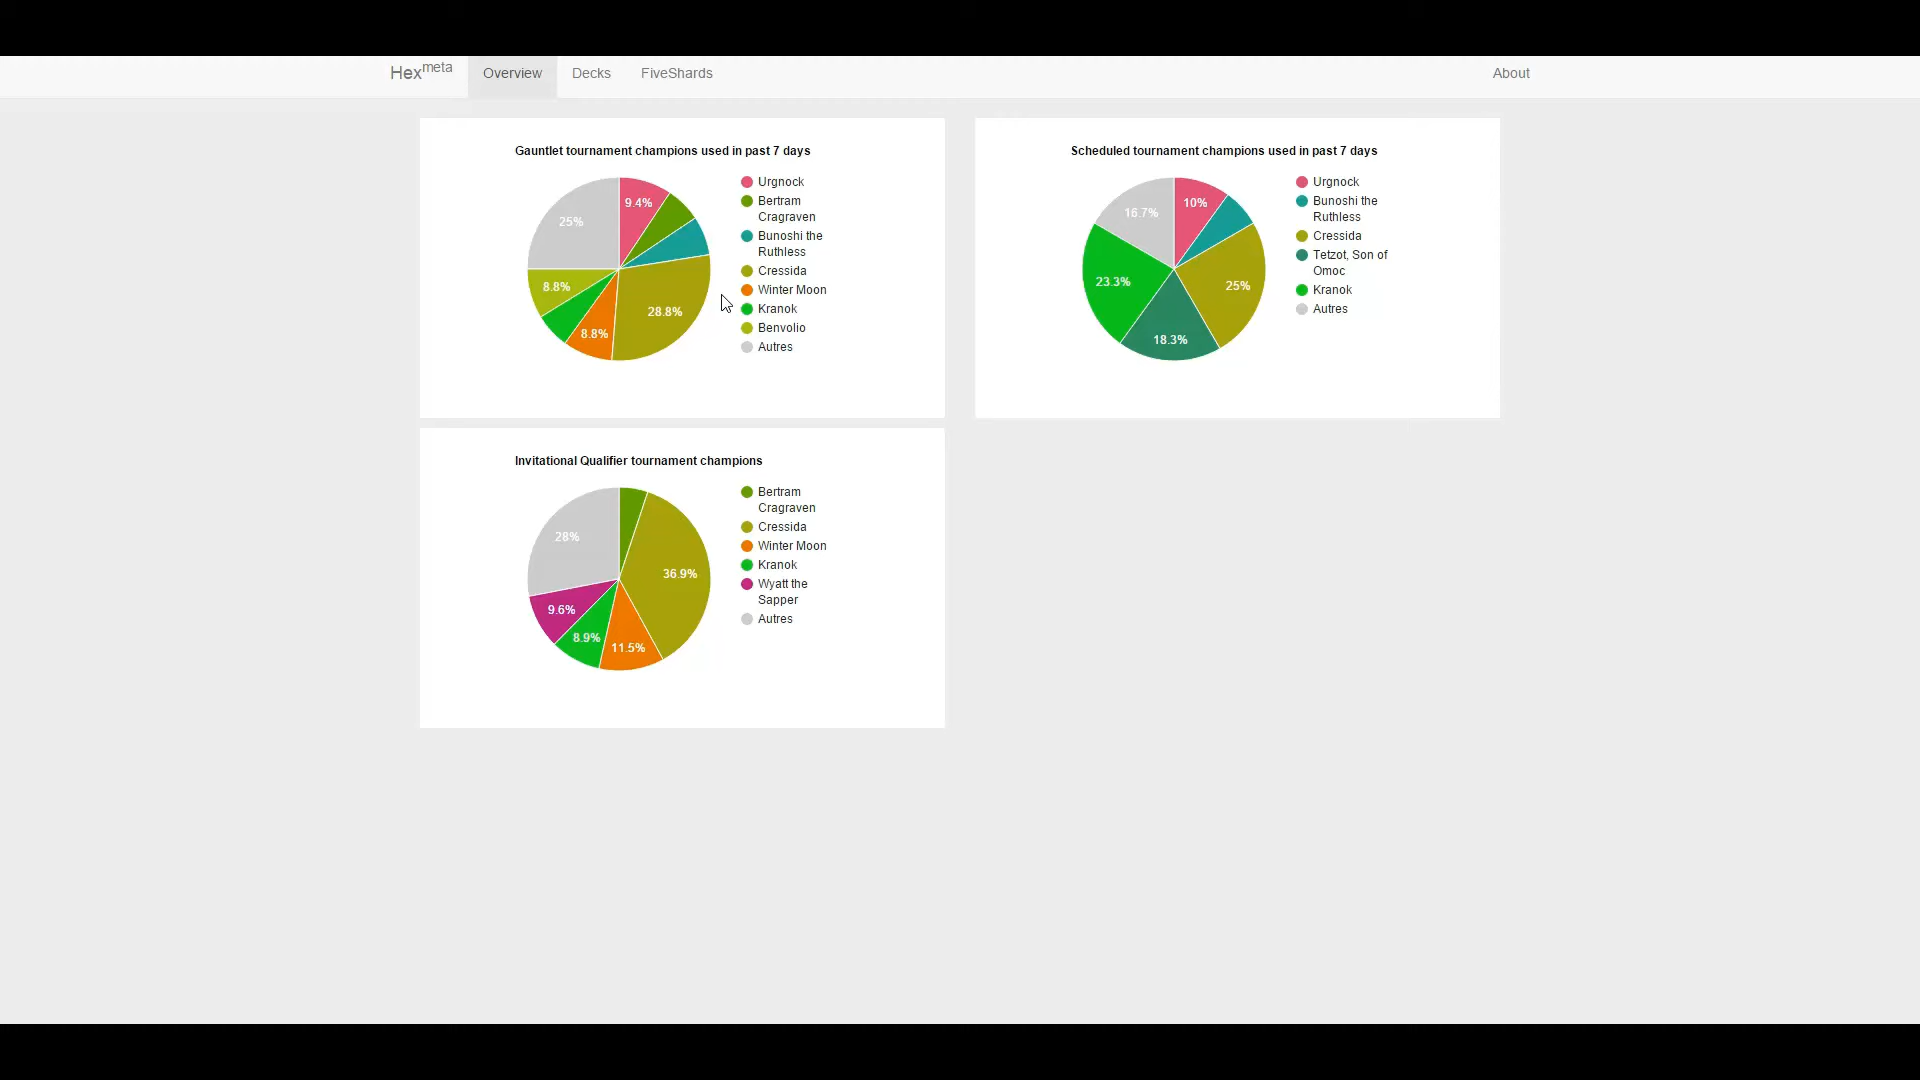 Hexmeta Overview Decks FiveShards About
Gauntlet tournament champions used in past 7 days
9.4%
25%
8.8%
8.8%
28.8%
Urgnock
Bertram
Cragraven
Bunoshi the
Ruthless
Cressida
Winter Moon
Kranok
Benvolio
Autres
Scheduled tournament champions used in past 7 days
10%
16.7%
23.3%
25%
18.3%
Urgnock
Bunoshi the
Ruthless
Cressida
Tetzot, Son of
Omoc
Kranok
Autres
Invitational Qualifier tournament champions
28%
36.9%
9.6%
8.9%
11.5%
Bertram
Cragraven
Cressida
Winter Moon
Kranok
Wyatt the
Sapper
Autres